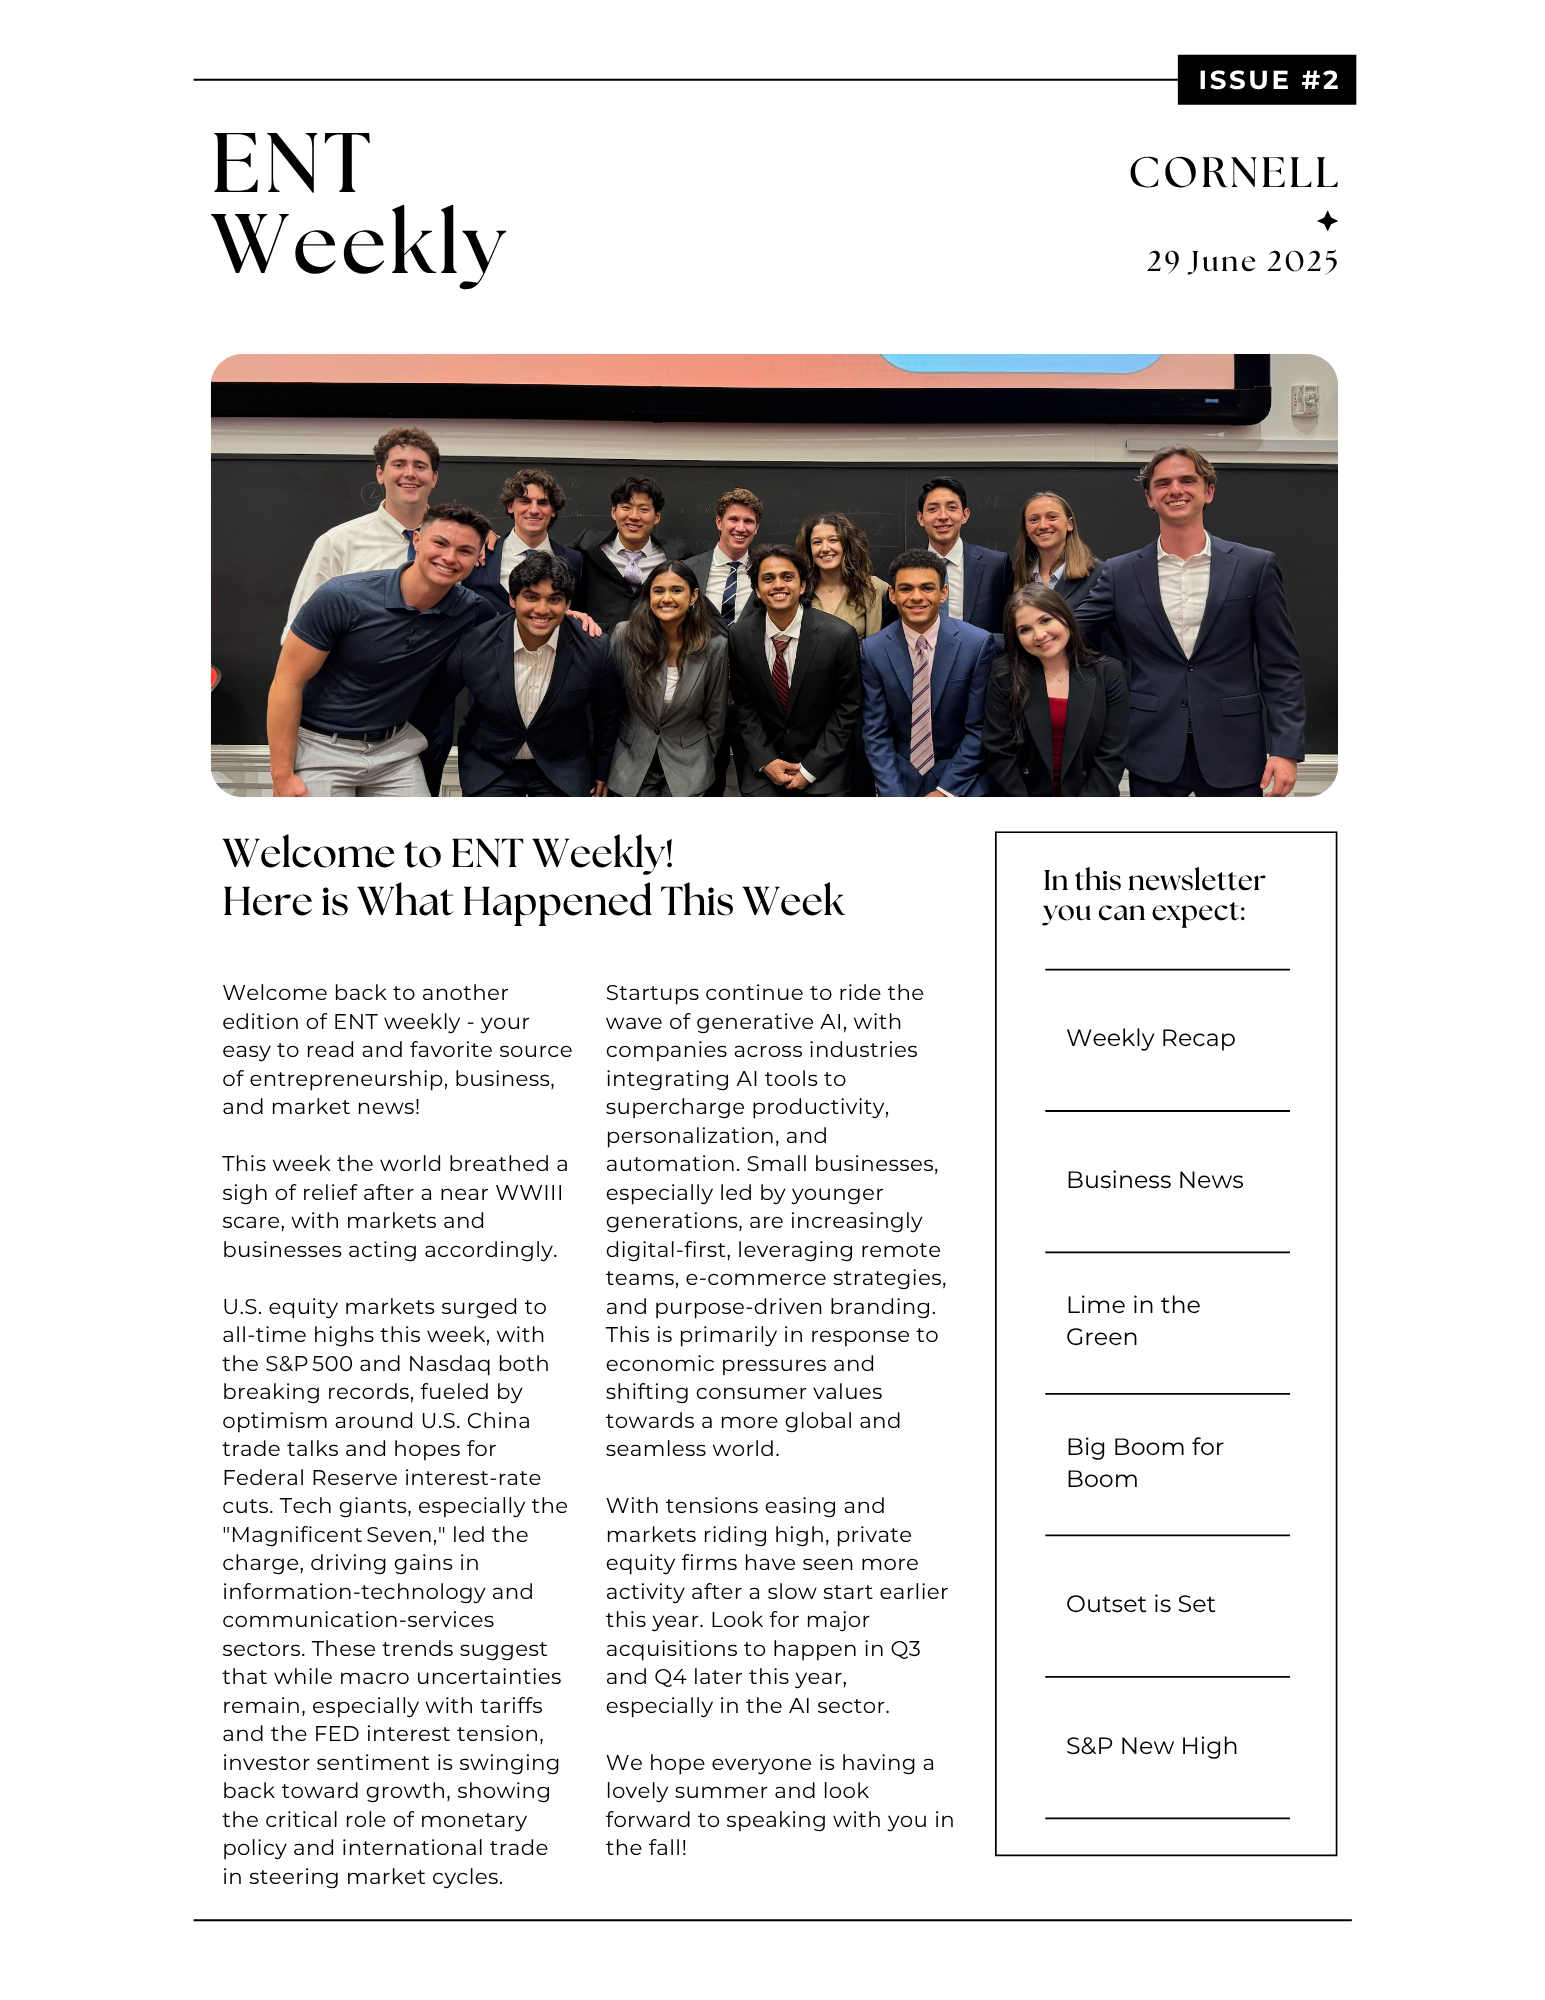 ISSUE #2
ENT
Weekly
CORNELL
29 June 2025
Welcome to ENT Weekly!
Here is What Happened This Week
Welcome back to another
edition of ENT weekly - your
easy to read and favorite source
of entrepreneurship, business,
and market news!
This week the world breathed a
sigh of relief after a near WWIII
scare, with markets and
businesses acting accordingly.
U.S. equity markets surged to
all-time highs this week, with
the S&P 500 and Nasdaq both
breaking records, fueled by
optimism around U.S. China
trade talks and hopes for
Federal Reserve interest-rate
cuts. Tech giants, especially the
"Magnificent Seven," led the
charge, driving gains in
information-technology and
communication-services
sectors. These trends suggest
that while macro uncertainties
remain, especially with tariffs
and the FED interest tension,
investor sentiment is swinging
back toward growth, showing
the critical role of monetary
policy and international trade
in steering market cycles.
Startups continue to ride the
wave of generative AI, with
companies across industries
integrating AI tools to
supercharge productivity,
personalization, and
automation. Small businesses,
especially led by younger
generations, are increasingly
digital-first, leveraging remote
teams, e-commerce strategies,
and purpose-driven branding.
This is primarily in response to
economic pressures and
shifting consumer values
towards a more global and
seamless world.
With tensions easing and
markets riding high, private
equity firms have seen more
activity after a slow start earlier
this year. Look for major
acquisitions to happen in Q3
and Q4 later this year,
especially in the AI sector.
We hope everyone is having a
lovely summer and look
forward to speaking with you in
the fall!
In this newsletter
you can expect:
Weekly Recap
Business News
Lime in the
Green
Big Boom for
Boom
Outset is Set
S&P New High